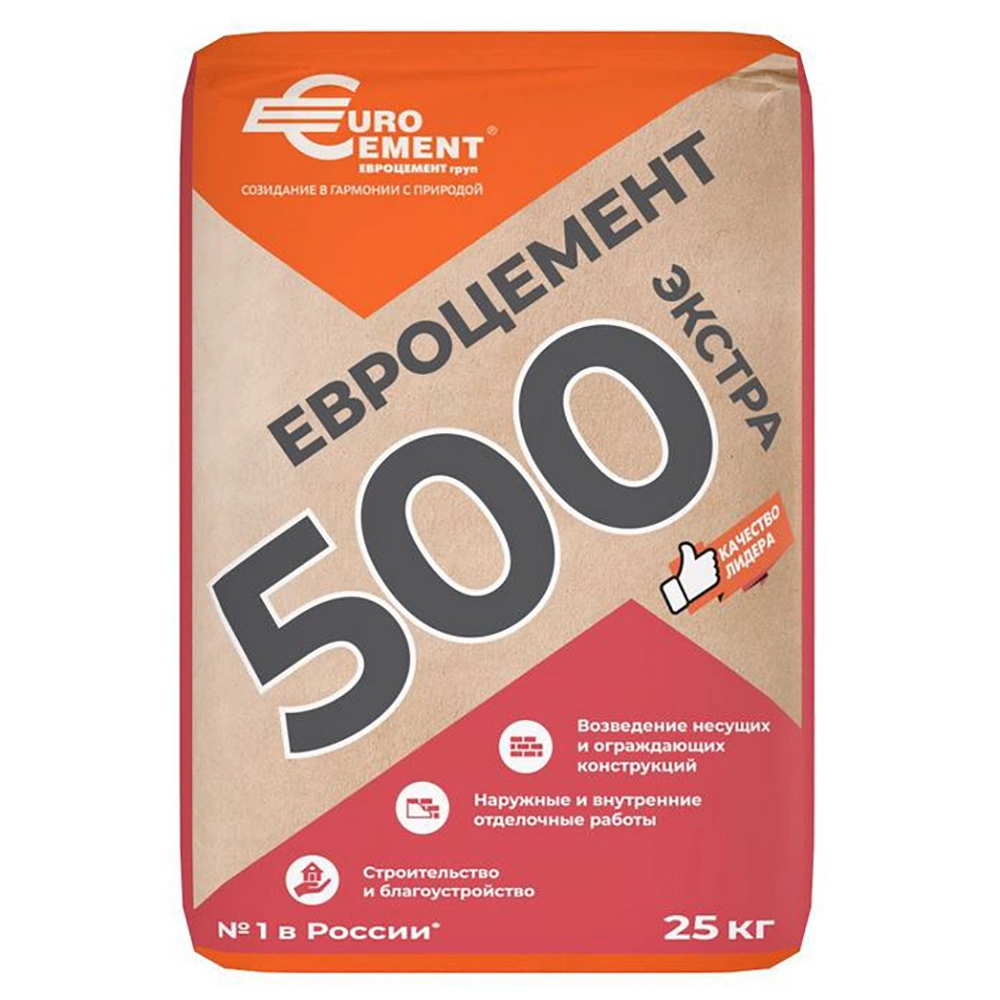 EURO
CEMENT®
ЕВРОЦЕМЕНТ груп
СОЗИДАНИЕ В ГАРМОНИИ С ПРИРОДОЙ
ЕВРОЦЕМЕНТ
ЭКСТРА
500
КАЧЕСТВО
ЛИДЕРА
Возведение несущих
и ограждающих
конструкций
Наружные и внутренние
отделочные работы
Строительство
и благоустройство
№1 в России*
25 кг